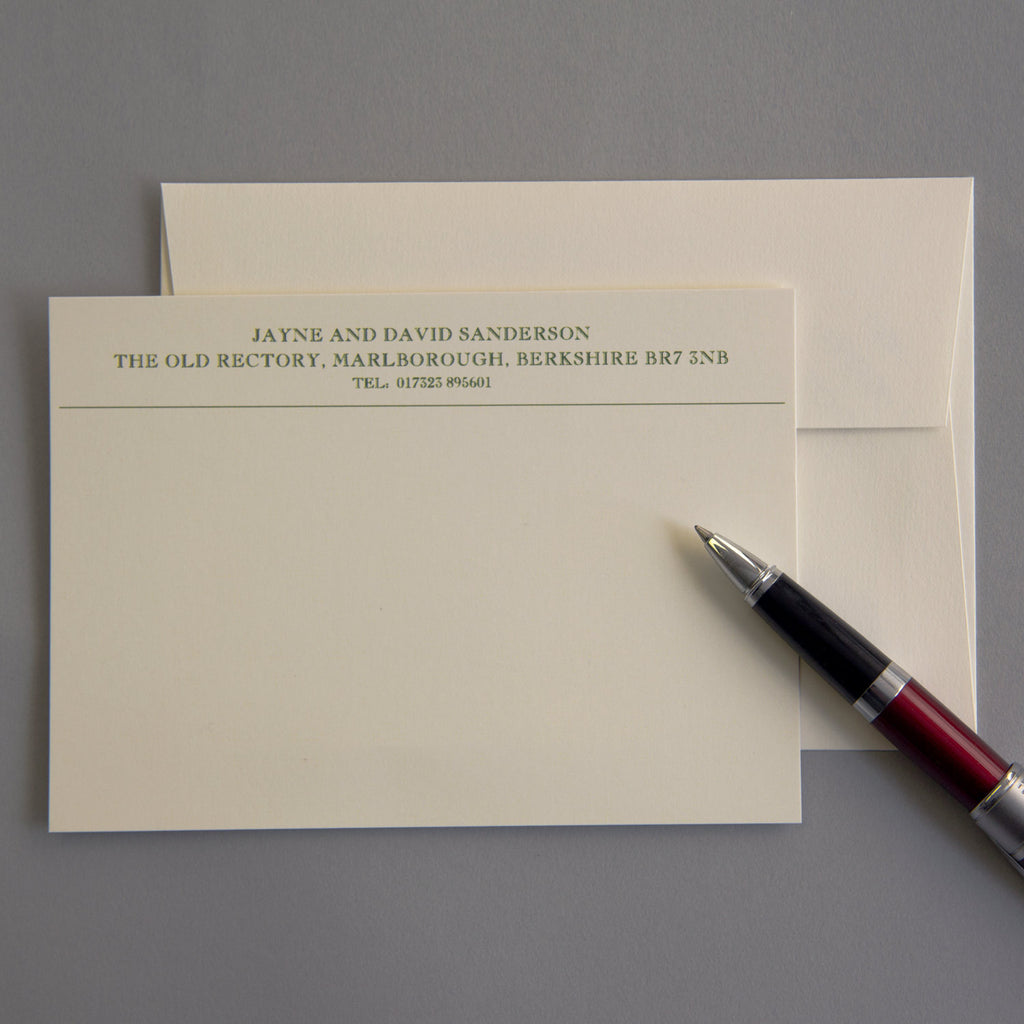 JAYNE AND DAVID SANDERSON
THE OLD RECTORY, MARLBOROUGH, BERKSHIRE BR7 3NB
TEL: 017323 895601